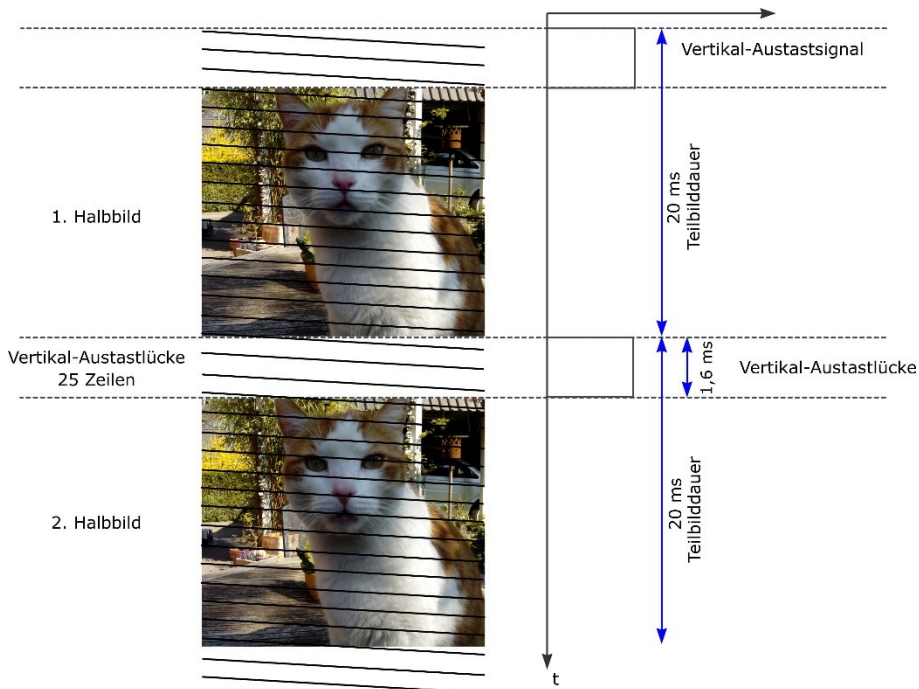 Vertikal-Austastsignal
20 ms
Teilbilddauer
1. Halbbild
Vertikal-Austastlücke
25 Zeilen
1,6 ms
Vertikal-Austastlücke
20 ms
Teilbilddauer
2. Halbbild
t